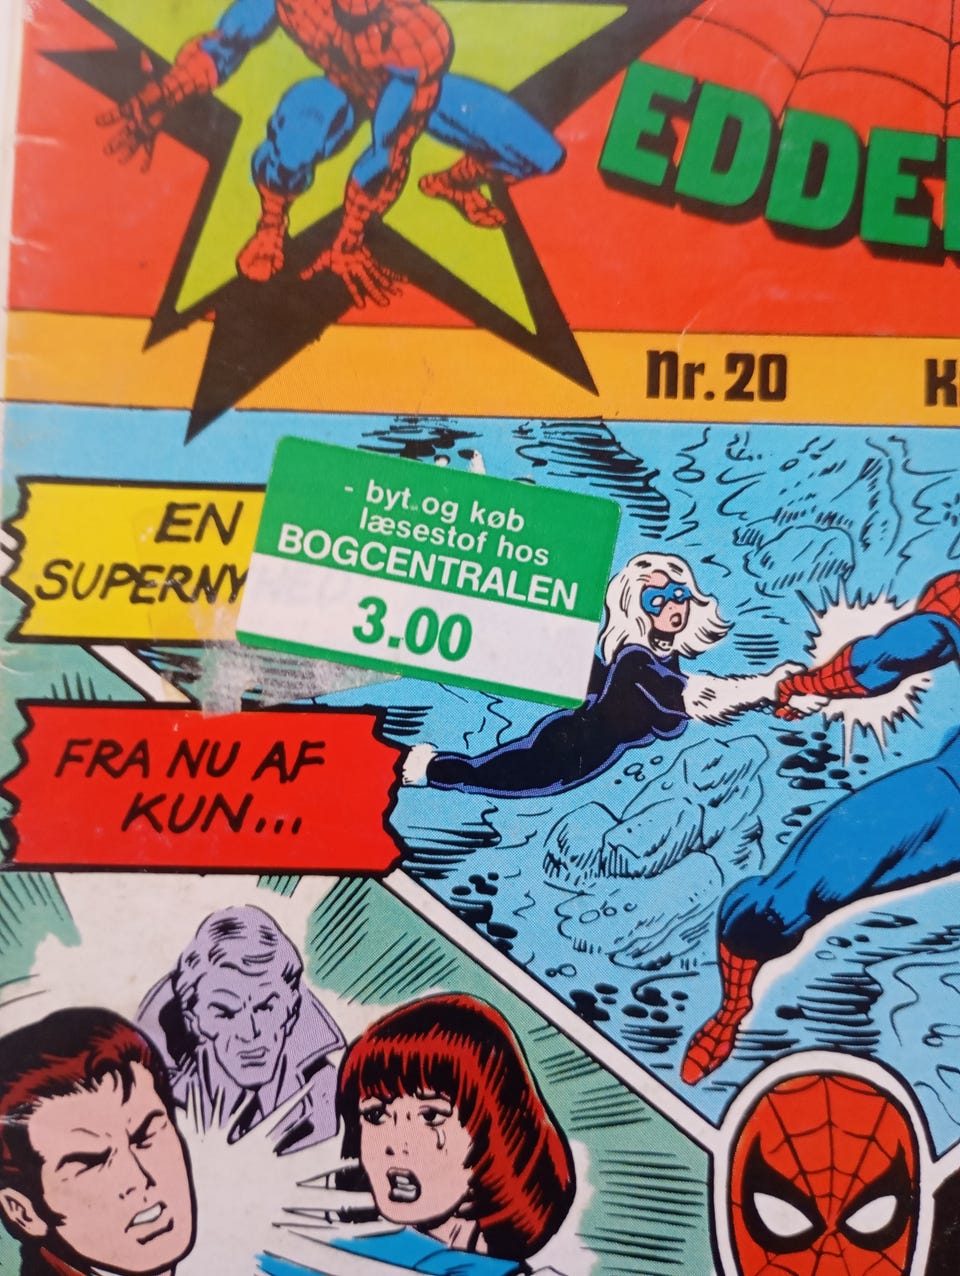 EDDE
Nr. 20
K
EN
SUPERNY
- byt og køb
læsestof hos
BOGCENTRALEN
3.00
FRA NU AF
KUN...